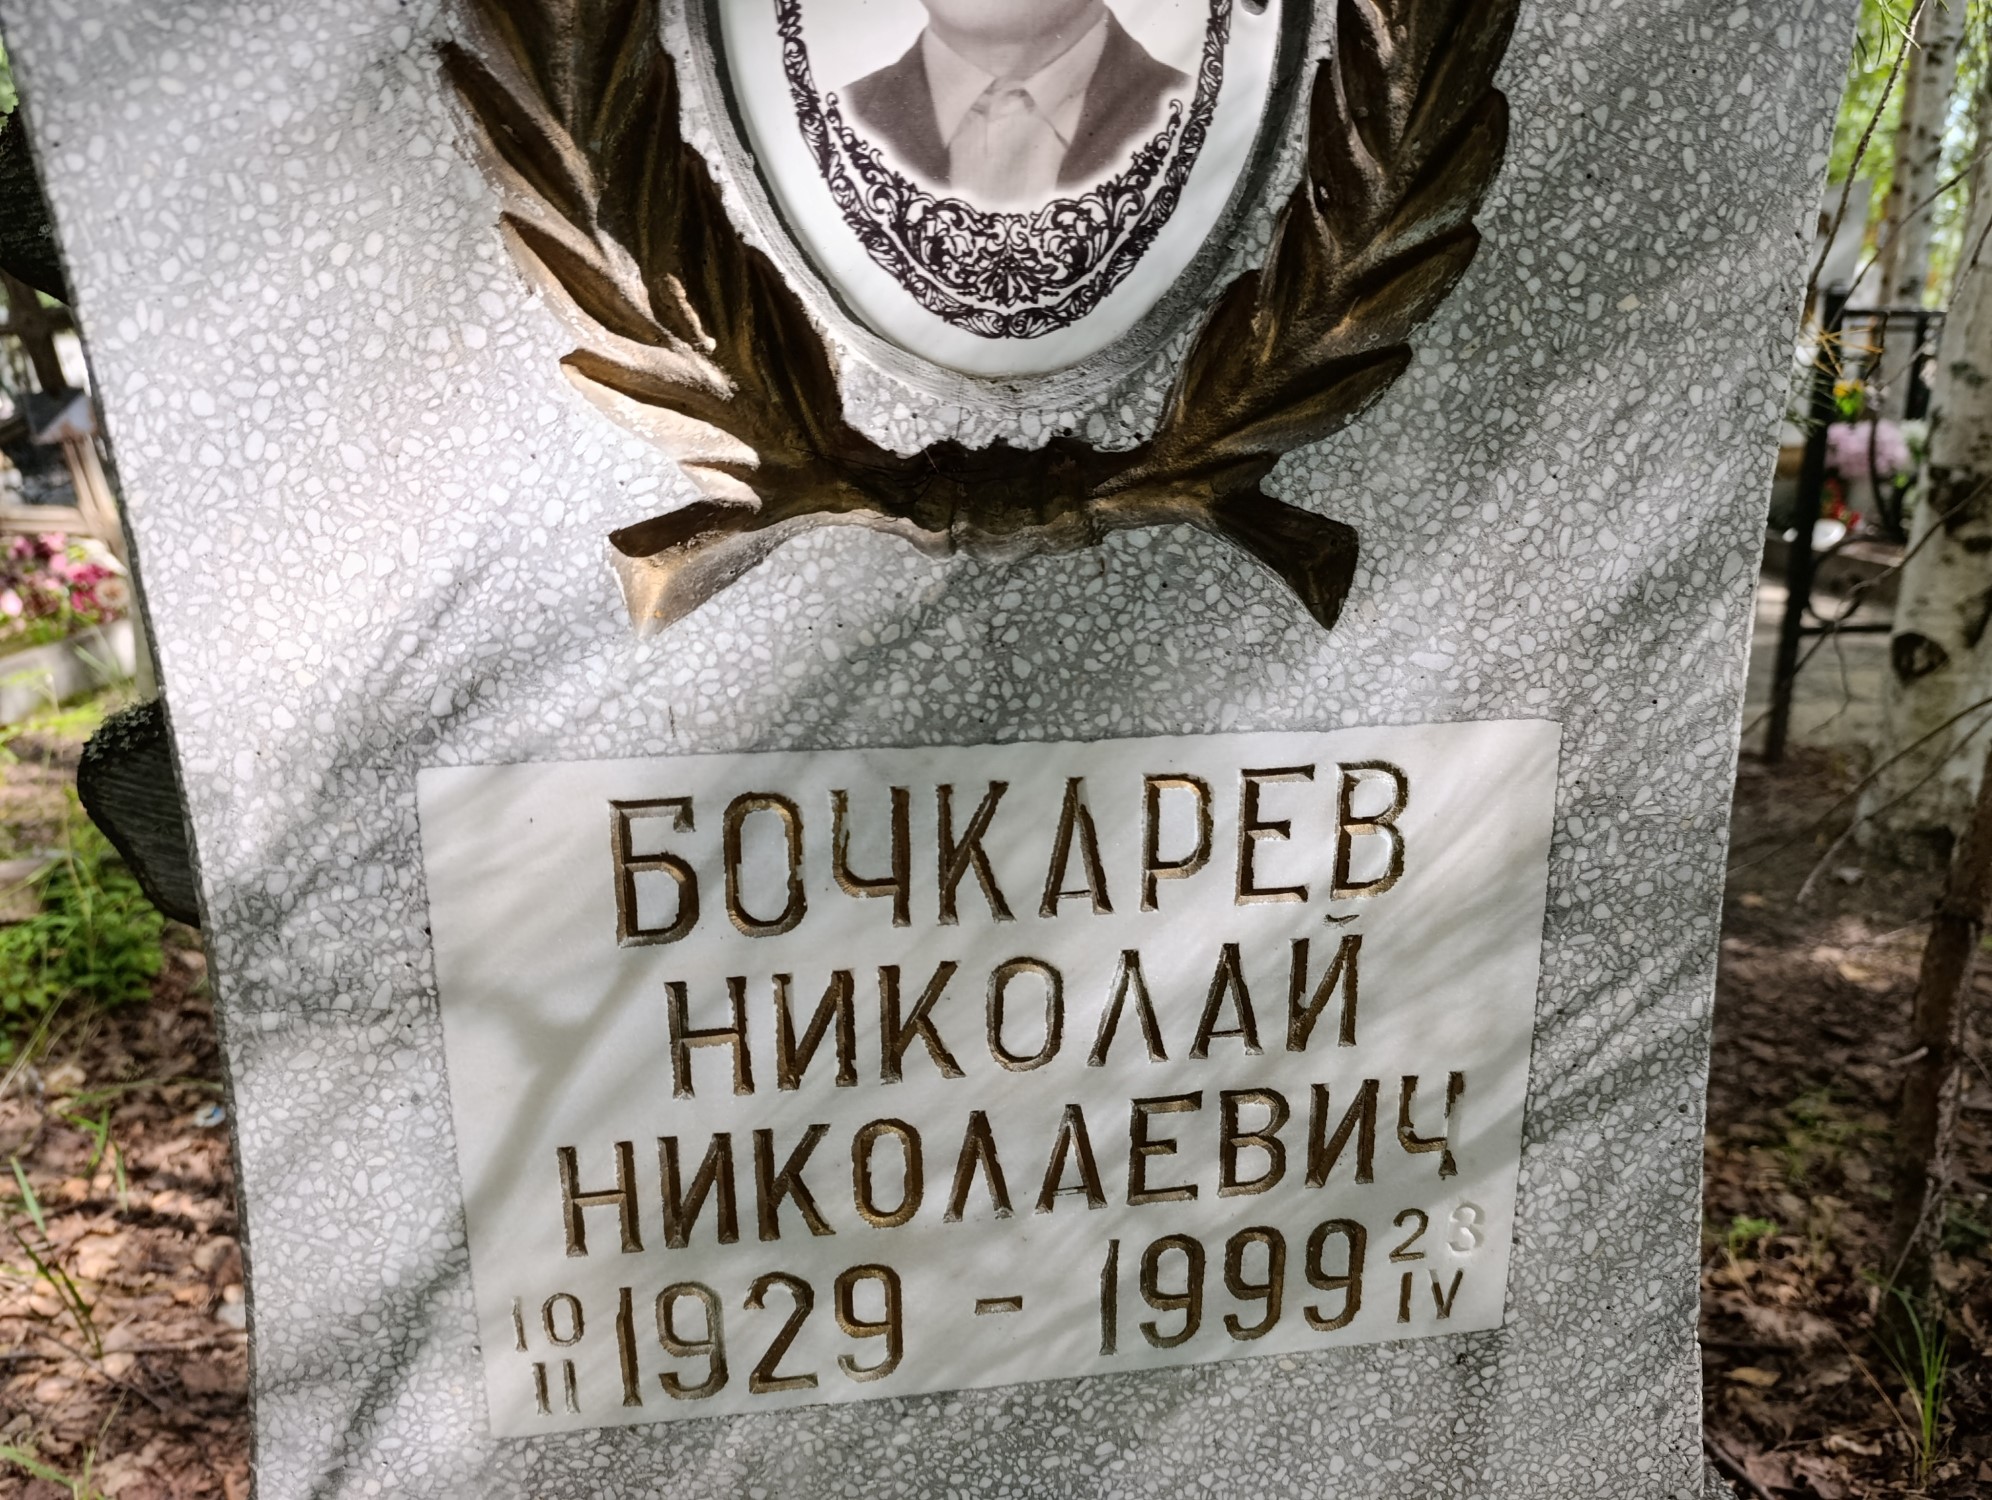 БОЧКАРЕВ
НИКОЛАЙ
НИКОЛАЕВИЧ
10 II 1929 - 1999 23 IV